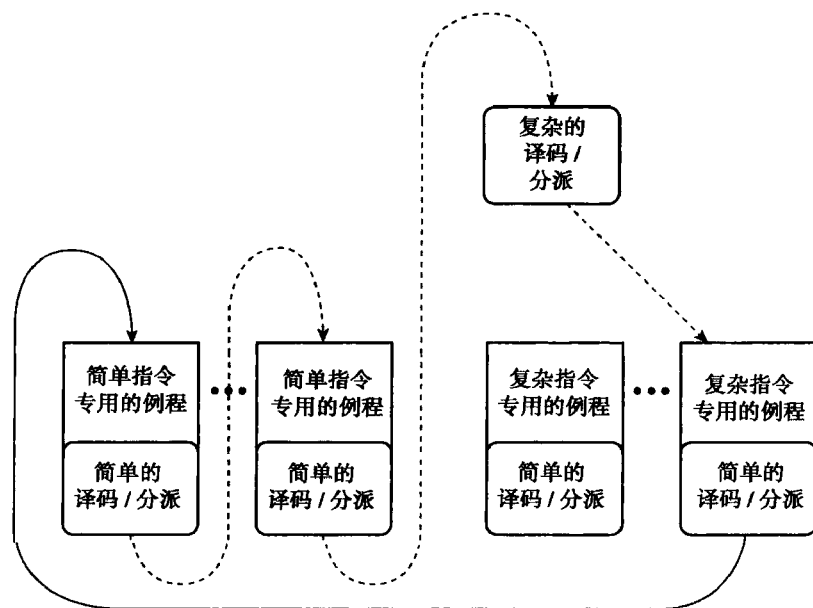 复杂的
译码 /
分派
简单指令
专用的例程
简单的
译码 / 分派
简单指令
专用的例程
简单的
译码 / 分派
复杂指令
专用的例程
简单的
译码 / 分派
复杂指令
专用的例程
简单的
译码 / 分派